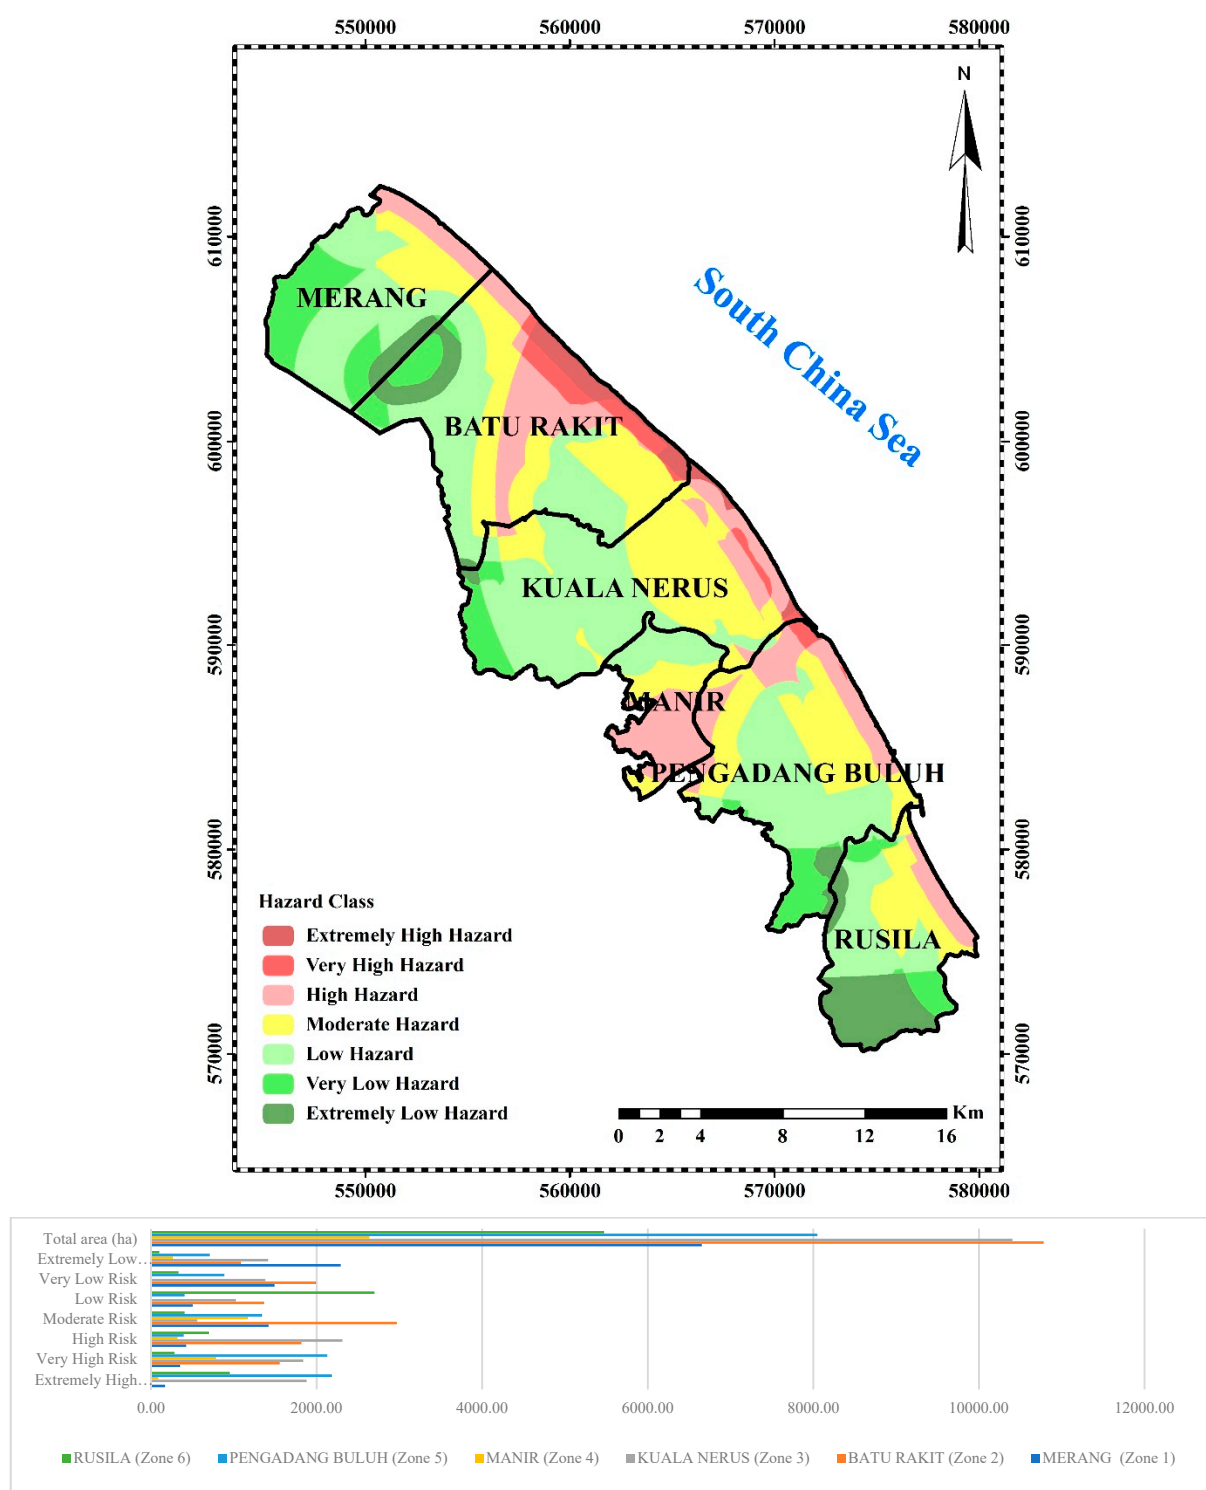 550000 560000 570000 580000
N
610000 610000
South China Sea
MERANG
BATU RAKIT
600000 600000
KUALA NERUS
590000 590000
MANIR
PENGADANG BULUH
580000 580000
RUSILA
Hazard Class
Extremely High Hazard
Very High Hazard
High Hazard
Moderate Hazard
Low Hazard
Very Low Hazard
Extremely Low Hazard
570000 570000
Km
0 2 4 8 12 16
550000 560000 570000 580000
Total area (ha)
Extremely Low…
Very Low Risk
Low Risk
Moderate Risk
High Risk
Very High Risk
Extremely High…
0.00 2000.00 4000.00 6000.00 8000.00 10000.00 12000.00
RUSILA (Zone 6) PENGADANG BULUH (Zone 5) MANIR (Zone 4) KUALA NERUS (Zone 3) BATU RAKIT (Zone 2) MERANG (Zone 1)